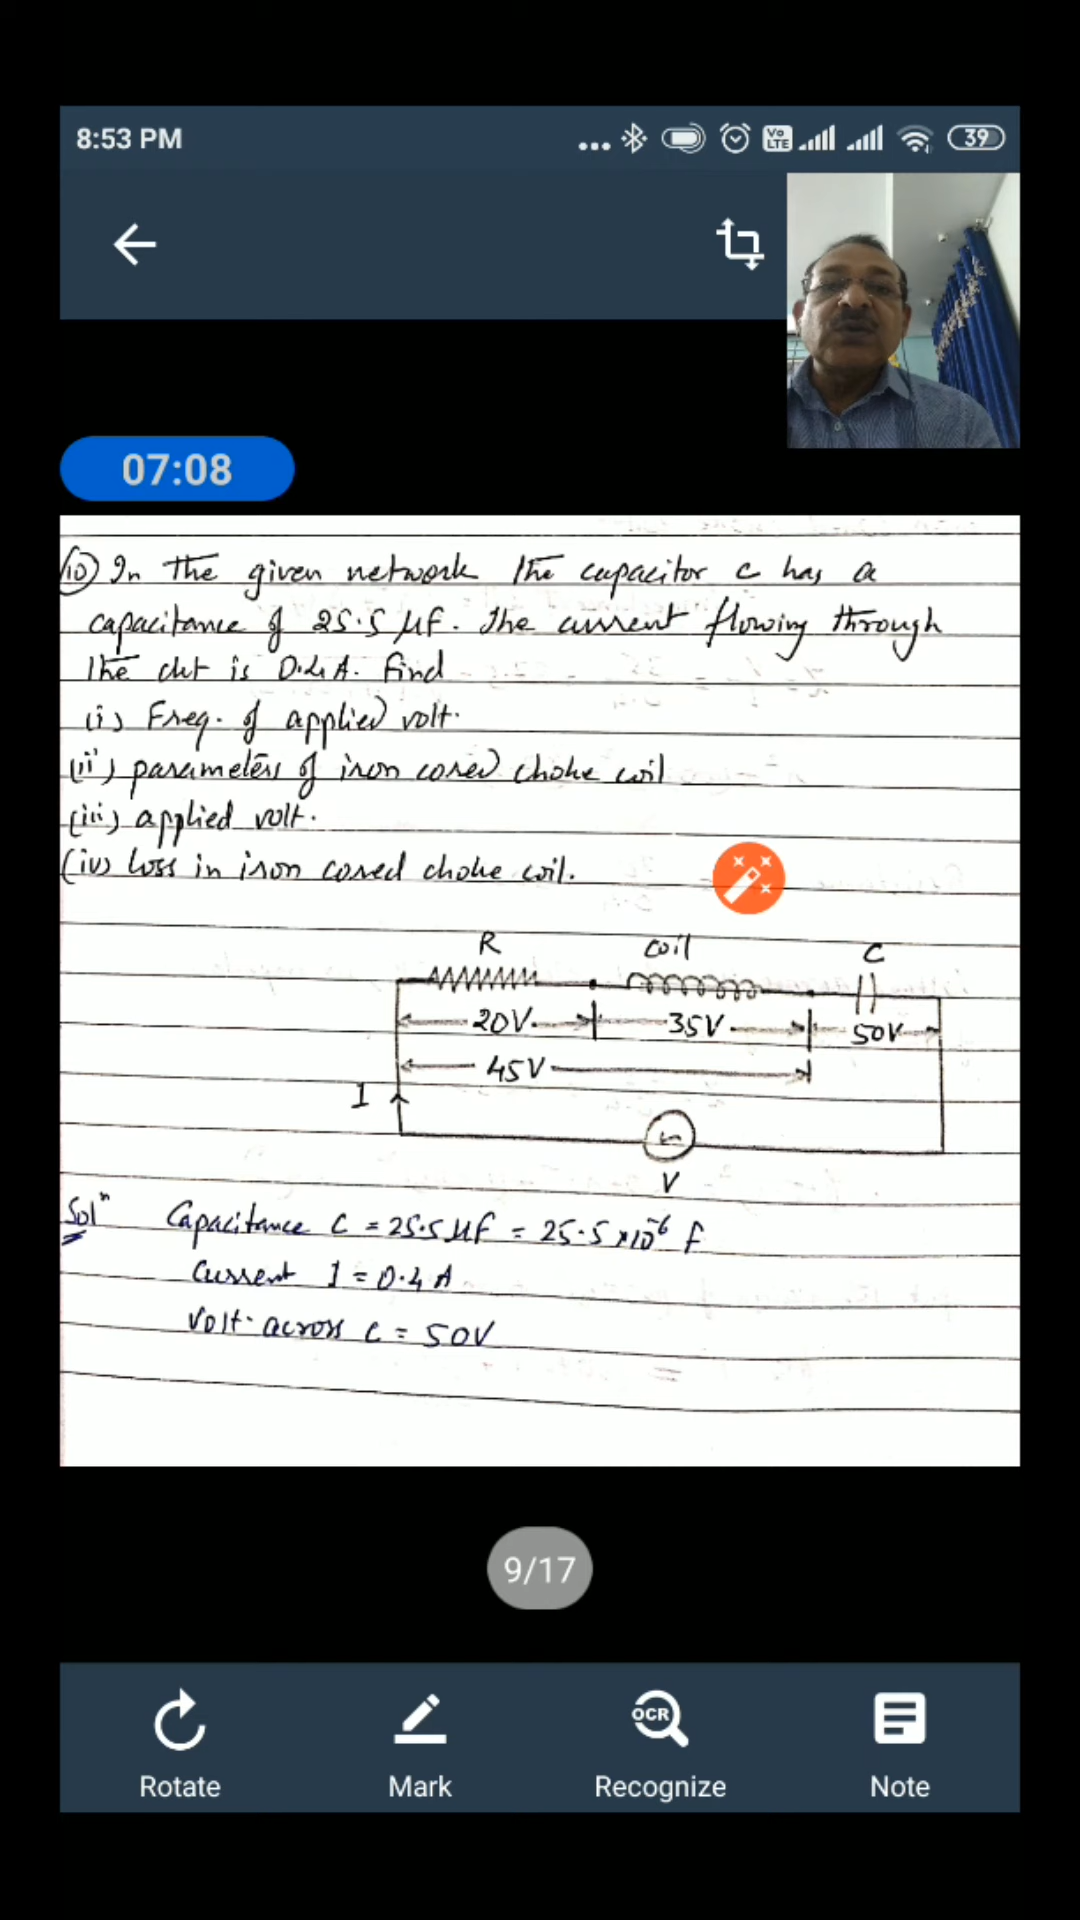 8:53 PM
Vo LTE
39
07:08
(10) In the given network the capacitor c has a
capacitance of 25.5 μf. The current flowing through
the ckt is 0.4 A. find
(i) Freq. of applied volt.
(ii) parameters of iron cored choke coil
(iii) applied volt.
(iv) loss in iron cored choke coil.
R coil C
20V 35V 50V
45V
I
V
Solⁿ Capacitance C = 25.5 μf = 25.5 × 10⁻⁶ f
Current I = 0.4 A
Volt. across c = 50V
9/17
OCR
Rotate Mark Recognize Note